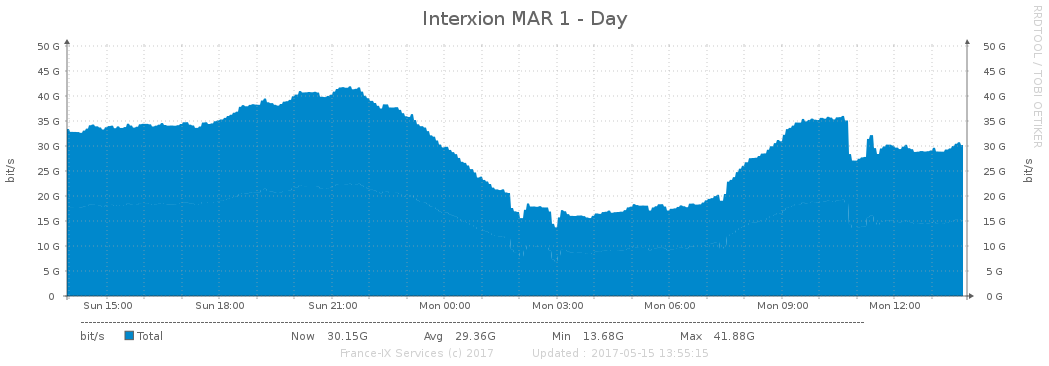 Interxion MAR 1 - Day
RRDTOOL / TOBI OETIKER
50 G 50 G
45 G 45 G
40 G 40 G
35 G 35 G
30 G 30 G
25 G 25 G
20 G 20 G
15 G 15 G
10 G 10 G
5 G 5 G
0 0 G
bit/s bit/s
Sun 15:00 Sun 18:00 Sun 21:00 Mon 00:00 Mon 03:00 Mon 06:00 Mon 09:00 Mon 12:00
bit/s Total Now 30.15G Avg 29.36G Min 13.68G Max 41.88G
France-IX Services (c) 2017 Updated : 2017-05-15 13:55:15